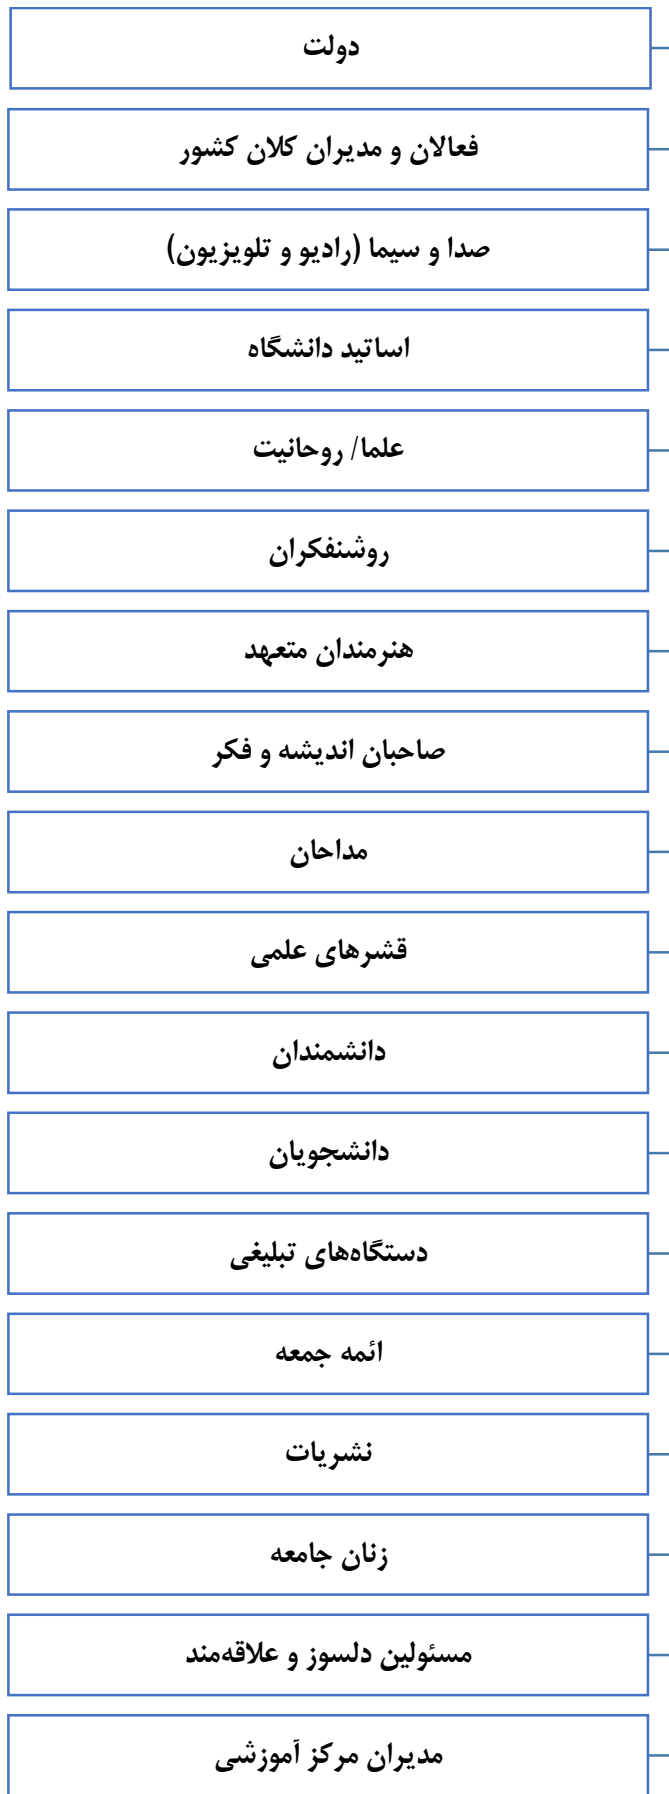 دولت
فعالان و مدیران کلان کشور
صدا و سیما (رادیو و تلویزیون)
اساتید دانشگاه
علما/ روحانیت
روشنفکران
هنرمندان متعهد
صاحبان اندیشه و فکر
مداحان
قشرهای علمی
دانشمندان
دانشجویان
دستگاه‌های تبلیغی
ائمه جمعه
نشریات
زنان جامعه
مسئولین دلسوز و علاقه‌مند
مدیران مرکز آموزشی